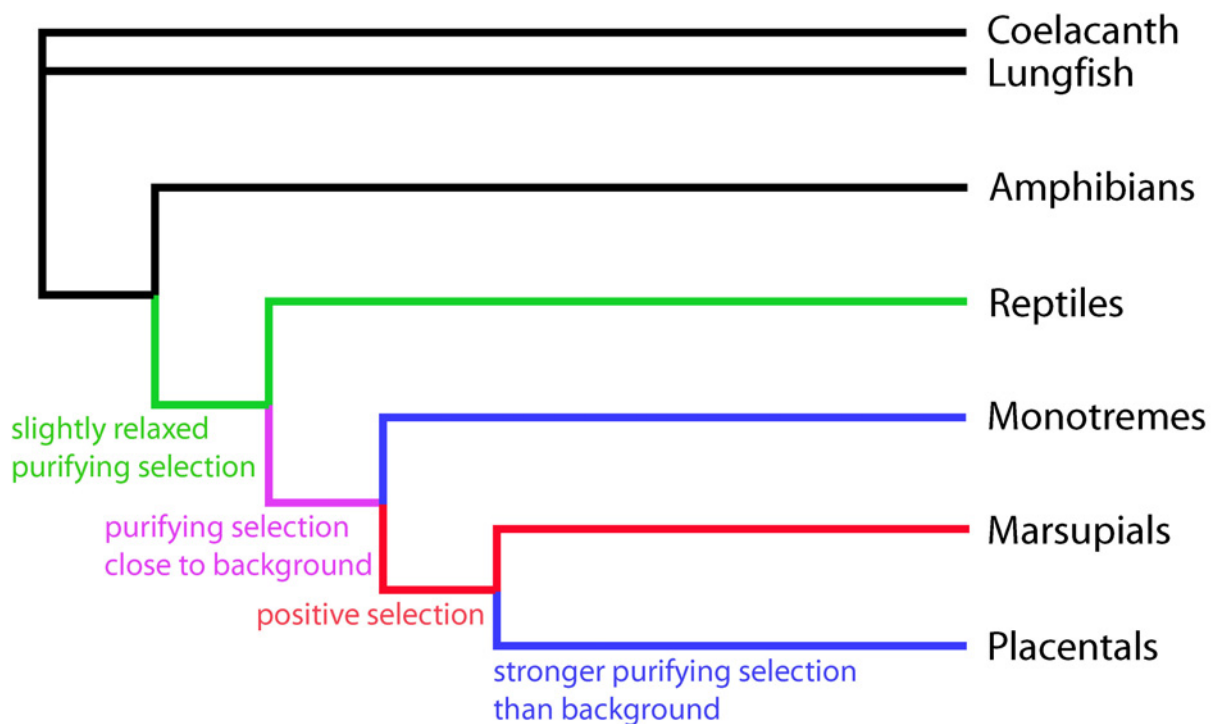 Coelacanth
Lungfish
Amphibians
Reptiles
slightly relaxed
purifying selection
Monotremes
purifying selection
close to background
Marsupials
positive selection
Placentals
stronger purifying selection
than background